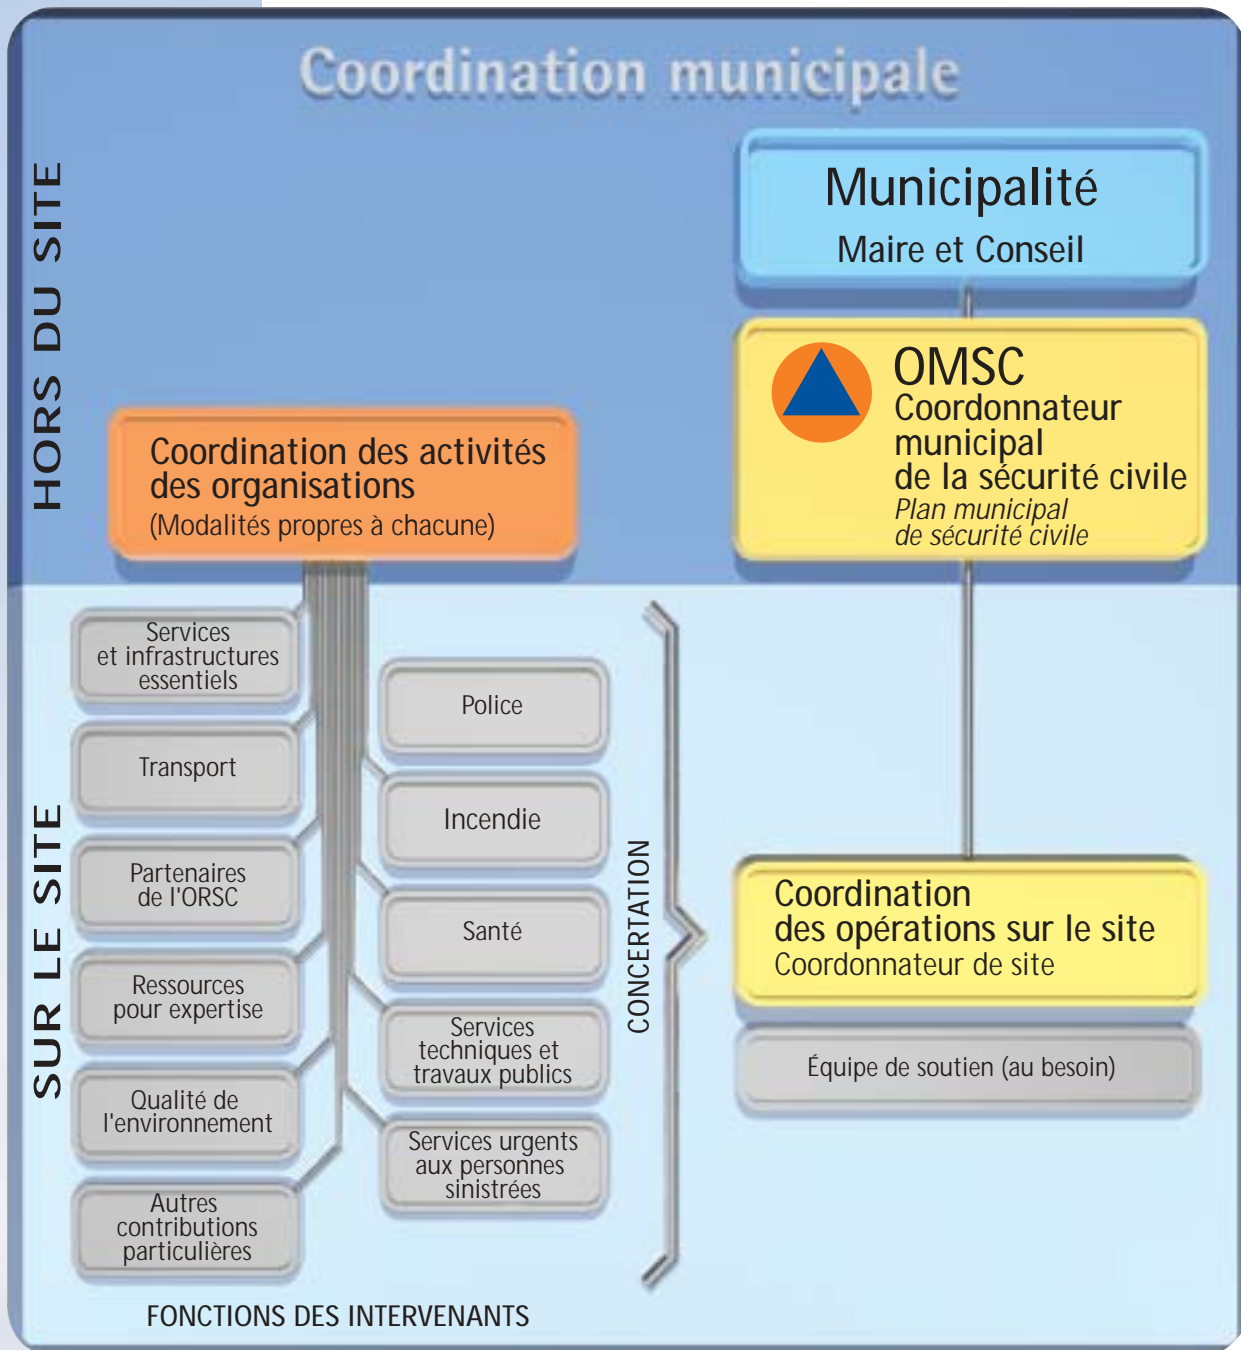 Coordination municipale
HORS DU SITE
Municipalité
Maire et Conseil
OMSC
Coordonnateur
municipal
de la sécurité civile
Plan municipal
de sécurité civile
Coordination des activités
des organisations
(Modalités propres à chacune)
SUR LE SITE
Services
et infrastructures
essentiels
Transport
Partenaires
de l'ORSC
Ressources
pour expertise
Qualité de
l'environnement
Autres
contributions
particulières
Police
Incendie
Santé
Services
techniques et
travaux publics
Services urgents
aux personnes
sinistrées
CONCERTATION
Coordination
des opérations sur le site
Coordonnateur de site
Équipe de soutien (au besoin)
FONCTIONS DES INTERVENANTS